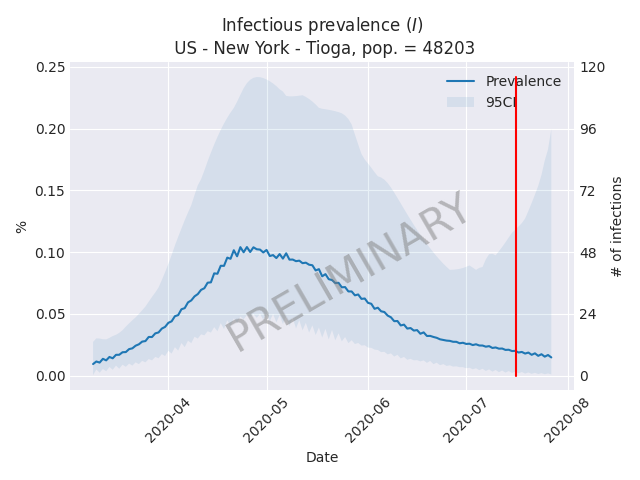 Infectious prevalence (I)
US - New York - Tioga, pop. = 48203
Prevalence
95CI
0.25
0.20
0.15
0.10
0.05
0.00
%
120
96
72
48
24
0
# of infections
PRELIMINARY
2020-04
2020-05
2020-06
2020-07
2020-08
Date